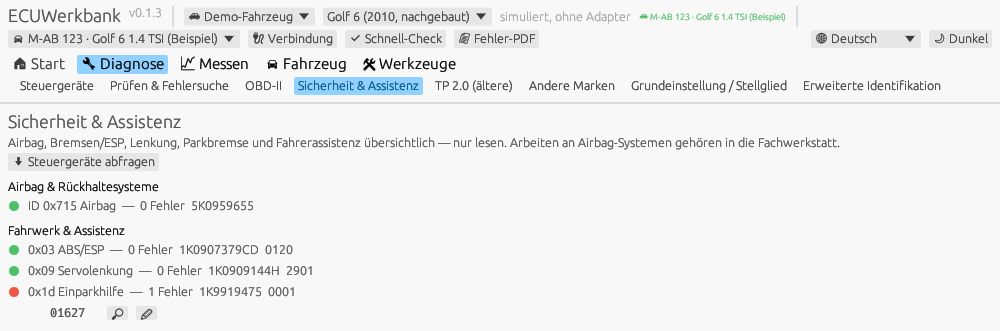 ECUWerkbank v0.1.3 Demo-Fahrzeug Golf 6 (2010, nachgebaut) simuliert, ohne Adapter M-AB 123 · Golf 6 1.4 TSI (Beispiel)
M-AB 123 · Golf 6 1.4 TSI (Beispiel) Verbindung Schnell-Check Fehler-PDF Deutsch Dunkel
Start Diagnose Messen Fahrzeug Werkzeuge
Steuergeräte Prüfen & Fehlersuche OBD-II Sicherheit & Assistenz TP 2.0 (ältere) Andere Marken Grundeinstellung / Stellglied Erweiterte Identifikation
Sicherheit & Assistenz
Airbag, Bremsen/ESP, Lenkung, Parkbremse und Fahrerassistenz übersichtlich — nur lesen. Arbeiten an Airbag-Systemen gehören in die Fachwerkstatt.
Steuergeräte abfragen
Airbag & Rückhaltesysteme
ID 0x715 Airbag — 0 Fehler 5K0959655
Fahrwerk & Assistenz
0x03 ABS/ESP — 0 Fehler 1K0907379CD 0120
0x09 Servolenkung — 0 Fehler 1K0909144H 2901
0x1d Einparkhilfe — 1 Fehler 1K9919475 0001
01627